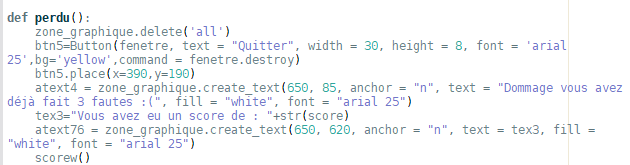 def perdu():
zone_graphique.delete('all')
btn5=Button(fenetre, text = "Quitter", width = 30, height = 8, font = 'arial
25',bg='yellow',command = fenetre.destroy)
btn5.place(x=390,y=190)
atext4 = zone_graphique.create_text(650, 85, anchor = "n", text = "Dommage vous avez
déjà fait 3 fautes :(", fill = "white", font = "arial 25")
tex3="Vous avez eu un score de : "+str(score)
atext76 = zone_graphique.create_text(650, 620, anchor = "n", text = tex3, fill =
"white", font = "arial 25")
scorew()